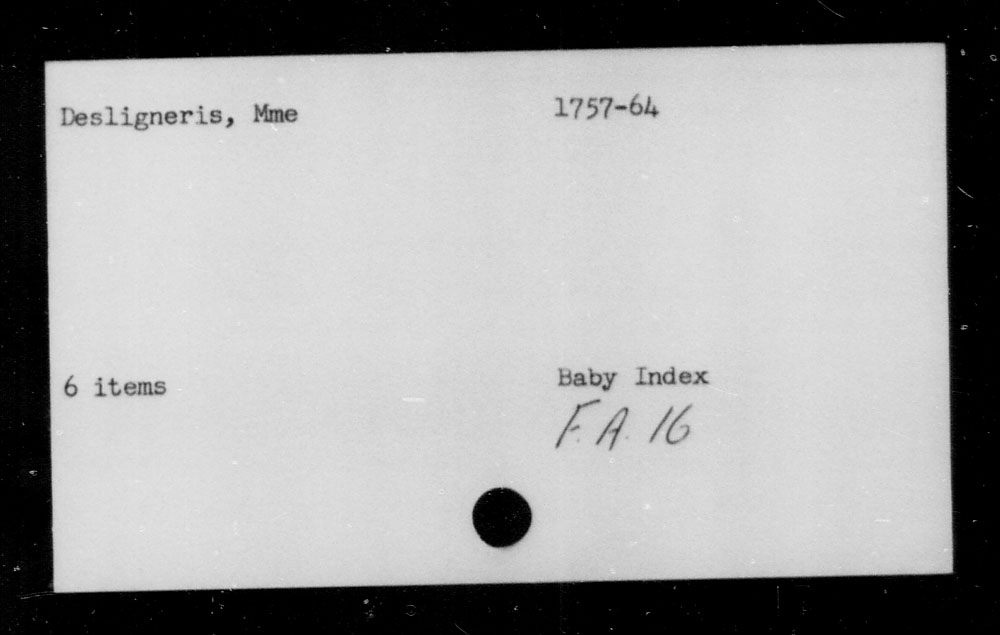 Desligneris, Mme 1757-64
6 items Baby Index
F. A. 16